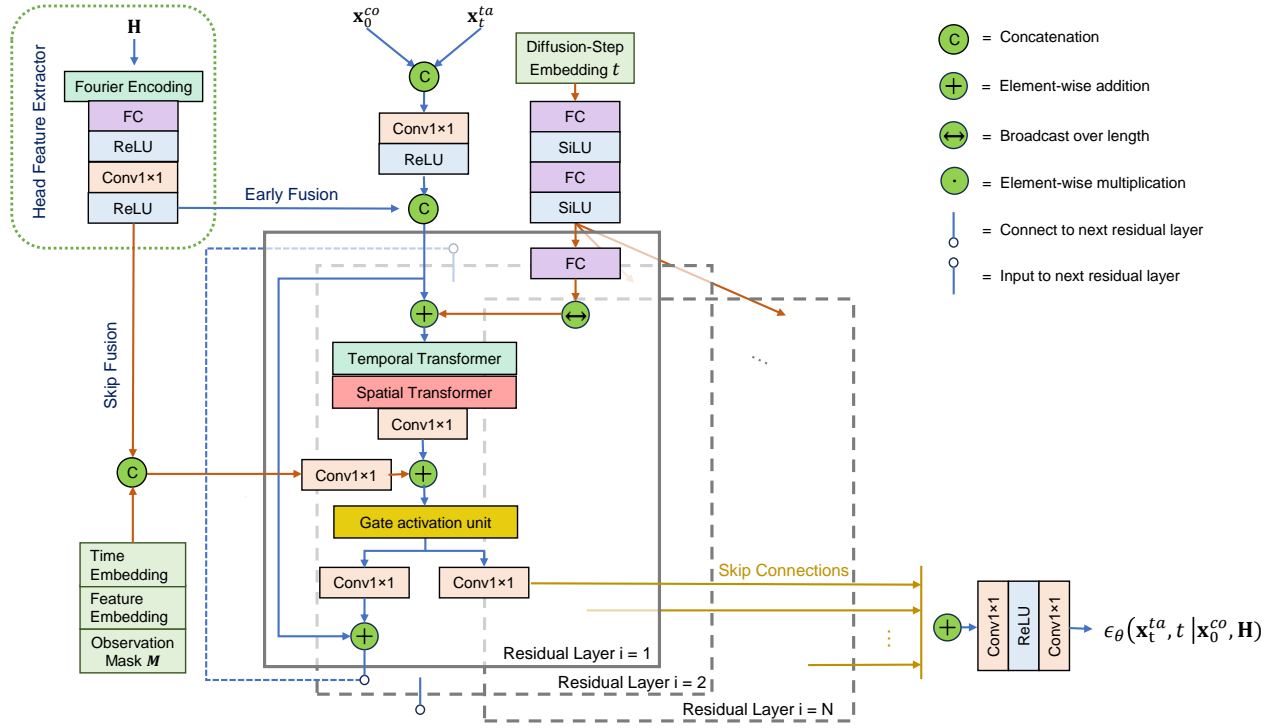 H
Head Feature Extractor
Fourier Encoding
FC
ReLU
Conv1×1
ReLU
Early Fusion
Skip Fusion
C
Time
Embedding
Feature
Embedding
Observation
Mask M
x_0^{co}
x_t^{ta}
C
Conv1×1
ReLU
C
Diffusion-Step
Embedding t
FC
SiLU
FC
SiLU
FC
Temporal Transformer
Spatial Transformer
Conv1×1
Conv1×1
Gate activation unit
Conv1×1
Conv1×1
Residual Layer i = 1
Residual Layer i = 2
Residual Layer i = N
...
Skip Connections
Conv1×1
ReLU
Conv1×1
ϵ_θ(x_t^{ta}, t |x_0^{co}, H)
C = Concatenation
+ = Element-wise addition
↔ = Broadcast over length
· = Element-wise multiplication
= Connect to next residual layer
= Input to next residual layer